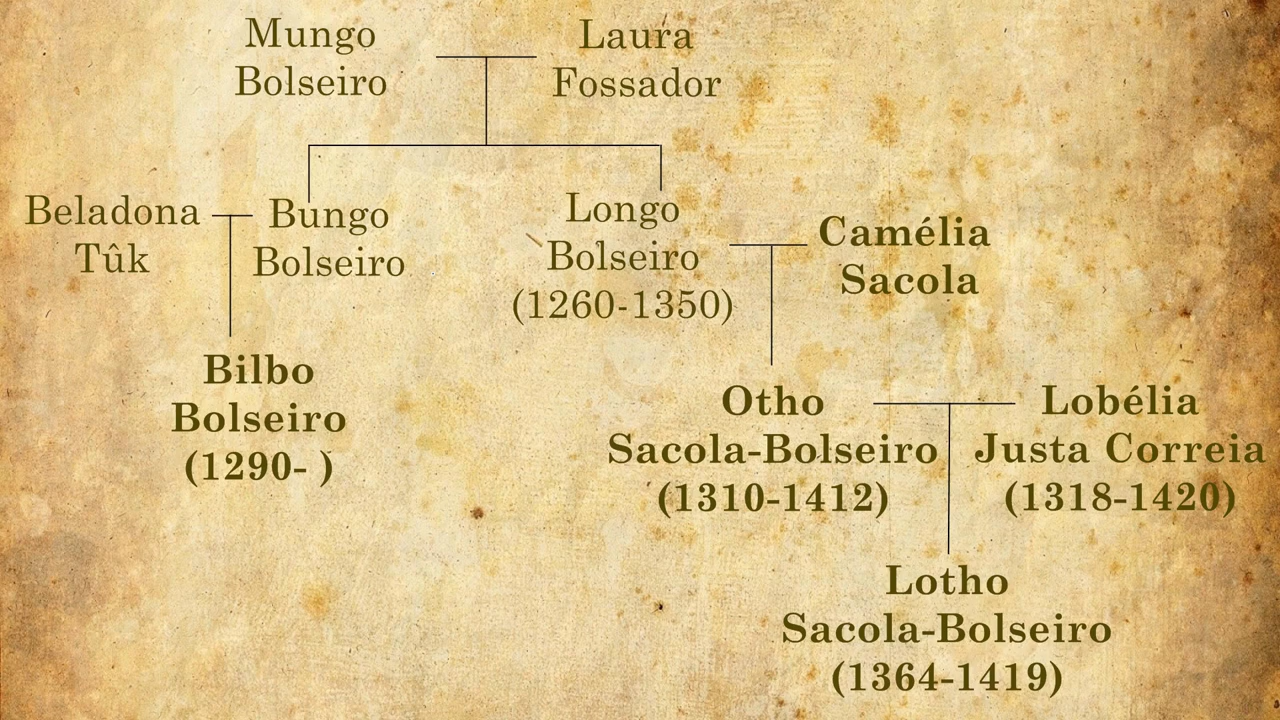 Mungo
Bolseiro
Laura
Fossador
Beladona
Tûk
Bungo
Bolseiro
Longo
Bolseiro
(1260-1350)
Camélia
Sacola
Bilbo
Bolseiro
(1290- )
Otho
Sacola-Bolseiro
(1310-1412)
Lobélia
Justa Correia
(1318-1420)
Lotho
Sacola-Bolseiro
(1364-1419)